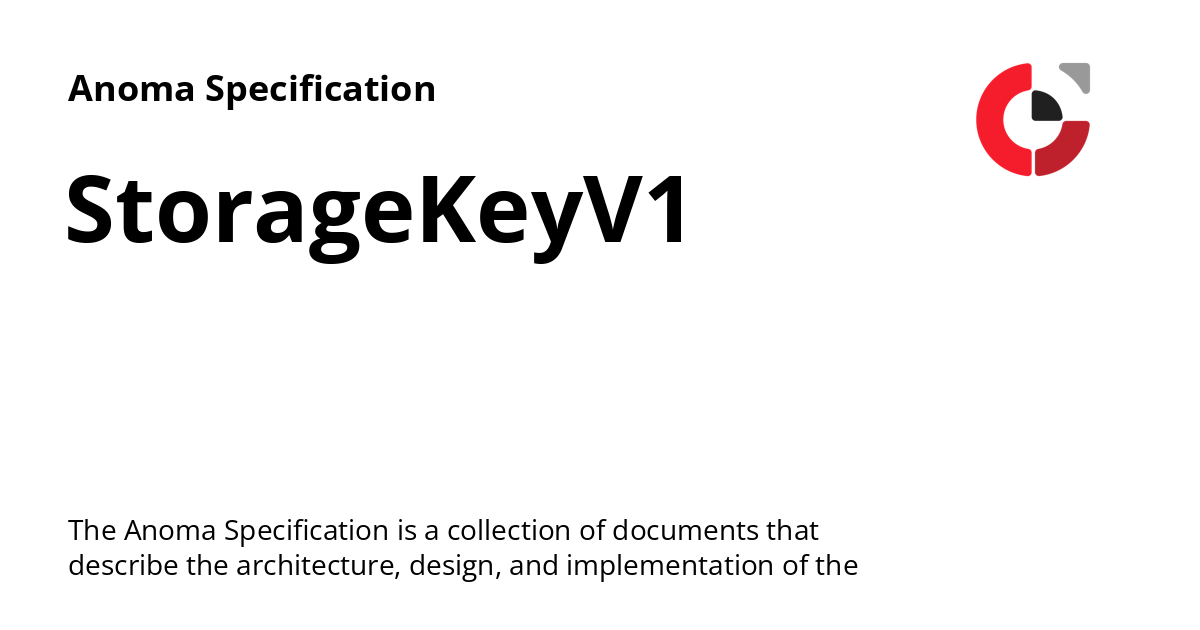 Anoma Specification
StorageKeyV1
The Anoma Specification is a collection of documents that
describe the architecture, design, and implementation of the